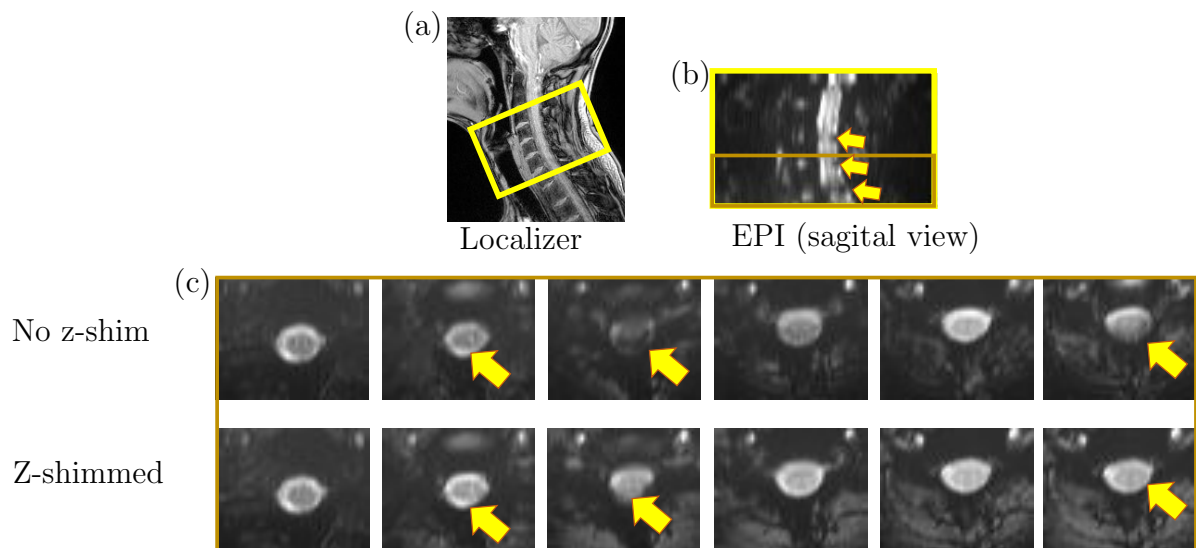 (a)
Localizer
(b)
EPI (sagital view)
(c)
No z-shim
Z-shimmed